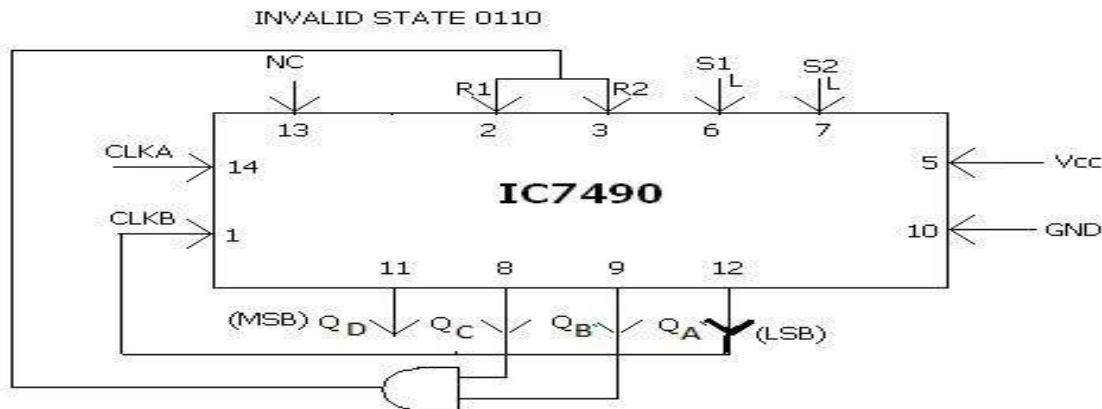 INVALID STATE 0110
NC
R1
R2
S1
L
S2
L
13
2
3
6
7
CLKA
14
5
Vcc
IC7490
CLKB
1
10
GND
11
8
9
12
(MSB) QD
QC
QB
QA
(LSB)